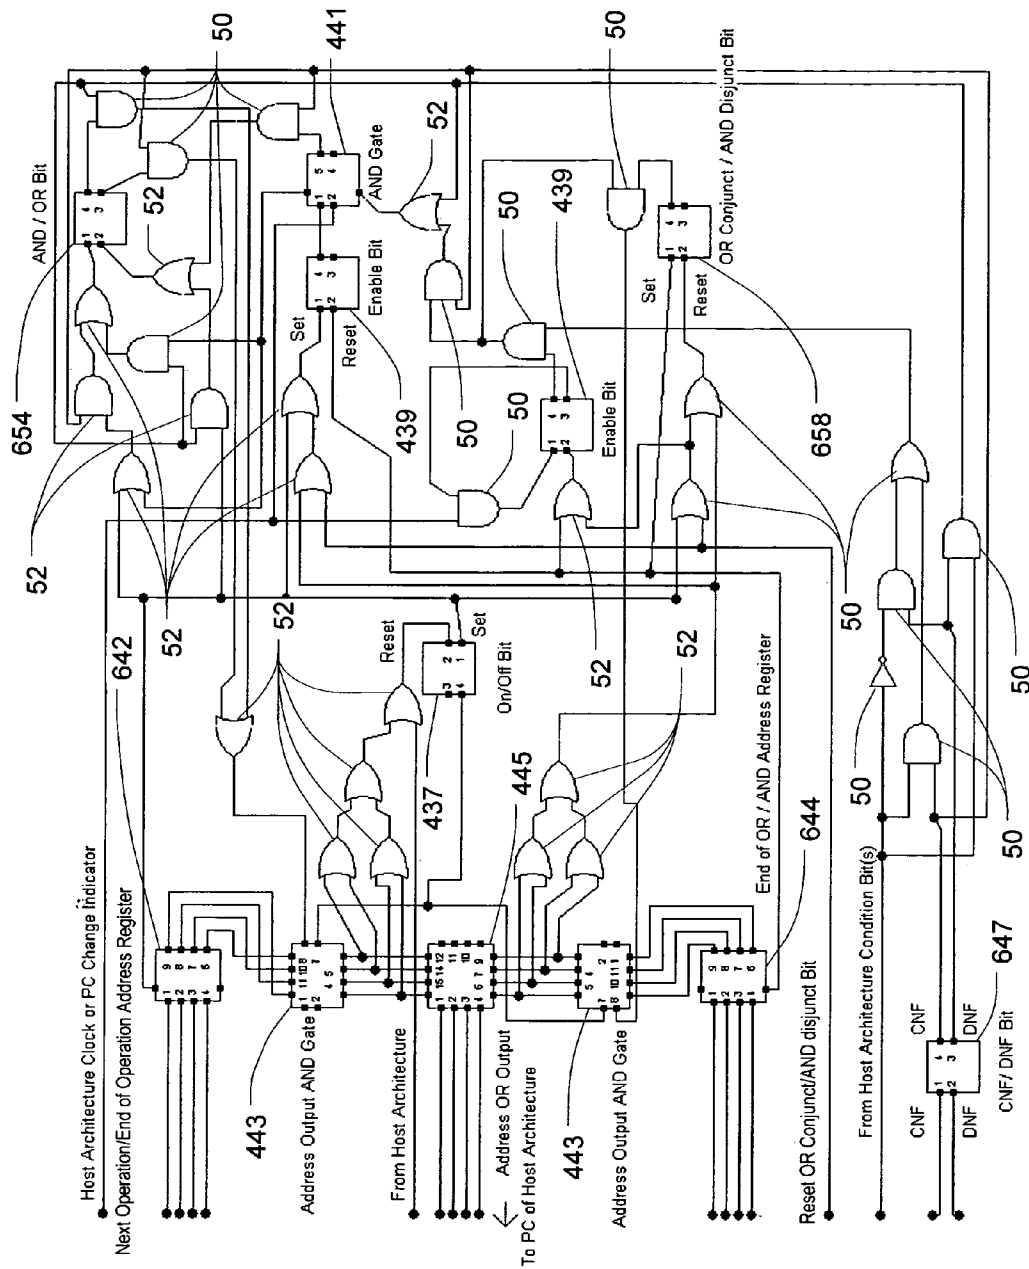 50
441
50
AND / OR Bit
654
52
AND Gate
52
OR Conjunct / AND Disjunct Bit
50
439
Set
Enable Bit
Reset
439
50
50
50
Enable Bit
Set
Reset
658
52
52
52
642
Reset
Set
On/Off Bit
437
52
52
50
50
50
50
50
Host Architecture Clock or PC Change Indicator
Next Operation/End of Operation Address Register
445
644
End of OR / AND Address Register
443
Address Output AND Gate
From Host Architecture
Address OR Output
To PC of Host Architecture
443
Address Output AND Gate
Reset OR Conjunct/AND disjunct Bit
From Host Architecture Condition Bit(s)
647
CNF
DNF
CNF
DNF
CNF/ DNF Bit